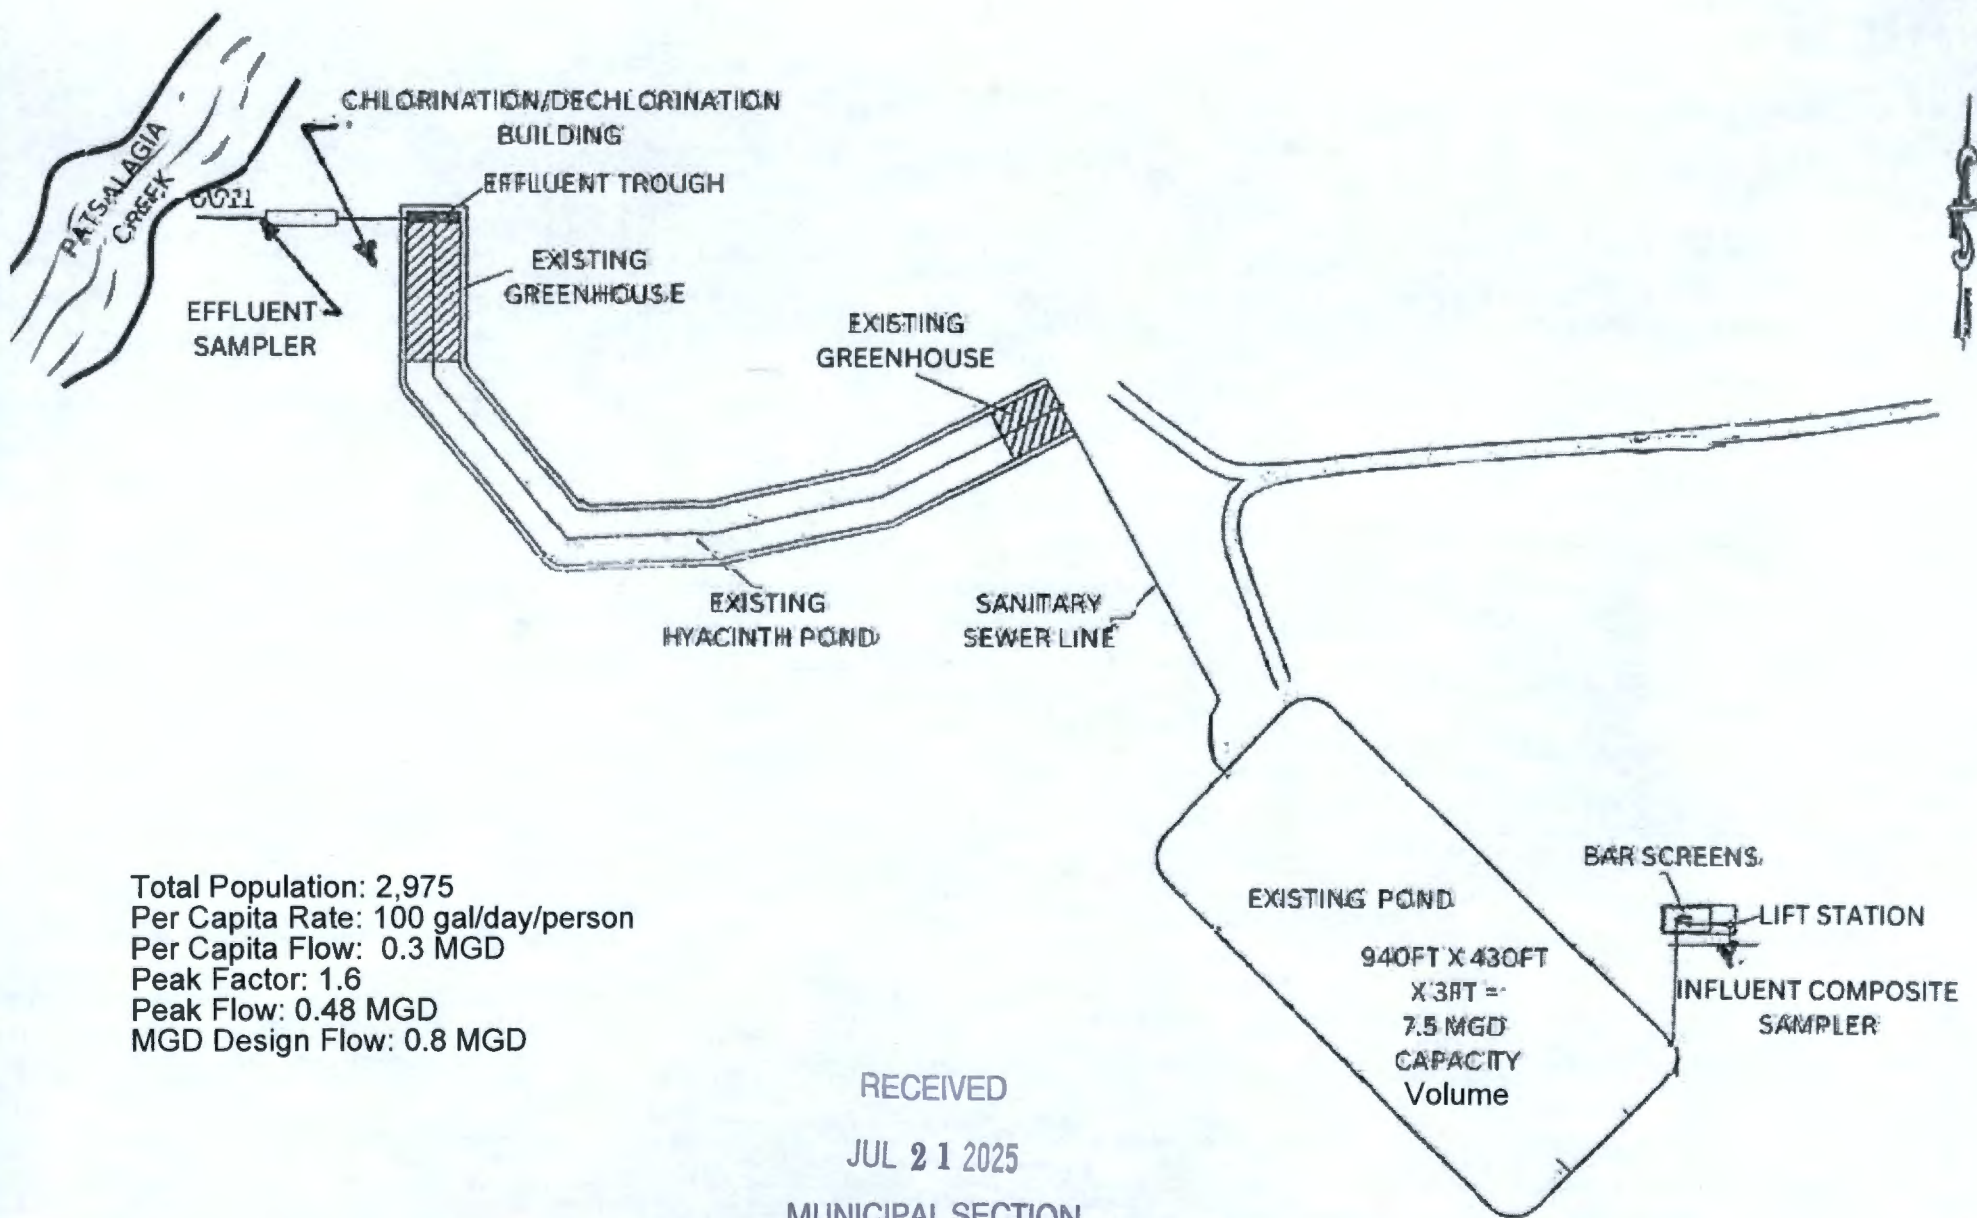 CHLORINATION/DECHLORINATION
BUILDING
EFFLUENT TROUGH
PATSALAGIA
CREEK
0011
EXISTING
GREENHOUSE
EFFLUENT
SAMPLER
EXISTING
GREENHOUSE
EXISTING
HYACINTH POND
SANITARY
SEWER LINE
BAR SCREENS
LIFT STATION
INFLUENT COMPOSITE
SAMPLER
EXISTING POND
940FT X 430FT
X 3FT =
7.5 MGD
CAPACITY
Volume
Total Population: 2,975
Per Capita Rate: 100 gal/day/person
Per Capita Flow: 0.3 MGD
Peak Factor: 1.6
Peak Flow: 0.48 MGD
MGD Design Flow: 0.8 MGD
RECEIVED
JUL 21 2025
MUNICIPAL SECTION